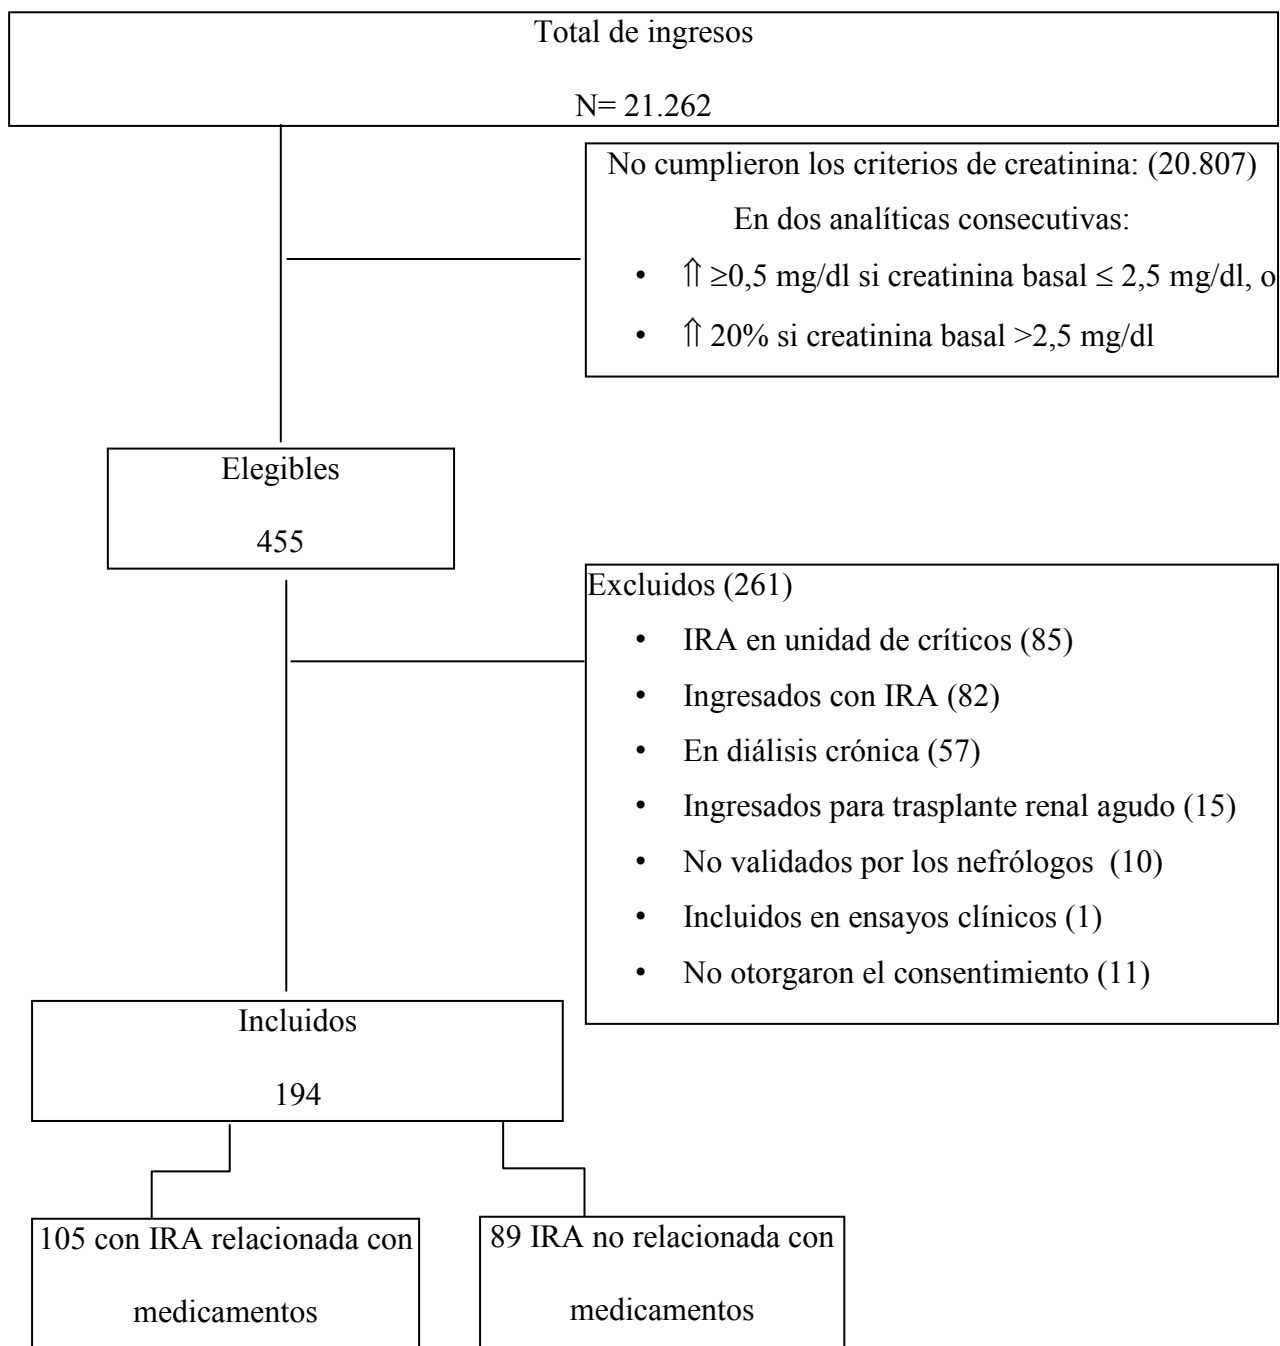 Total de ingresos
N= 21.262
No cumplieron los criterios de creatinina: (20.807)
En dos analíticas consecutivas:
• ⇑ ≥0,5 mg/dl si creatinina basal ≤ 2,5 mg/dl, o
• ⇑ 20% si creatinina basal >2,5 mg/dl
Elegibles
455
Excluidos (261)
• IRA en unidad de críticos (85)
• Ingresados con IRA (82)
• En diálisis crónica (57)
• Ingresados para trasplante renal agudo (15)
• No validados por los nefrólogos (10)
• Incluidos en ensayos clínicos (1)
• No otorgaron el consentimiento (11)
Incluidos
194
105 con IRA relacionada con
medicamentos
89 IRA no relacionada con
medicamentos